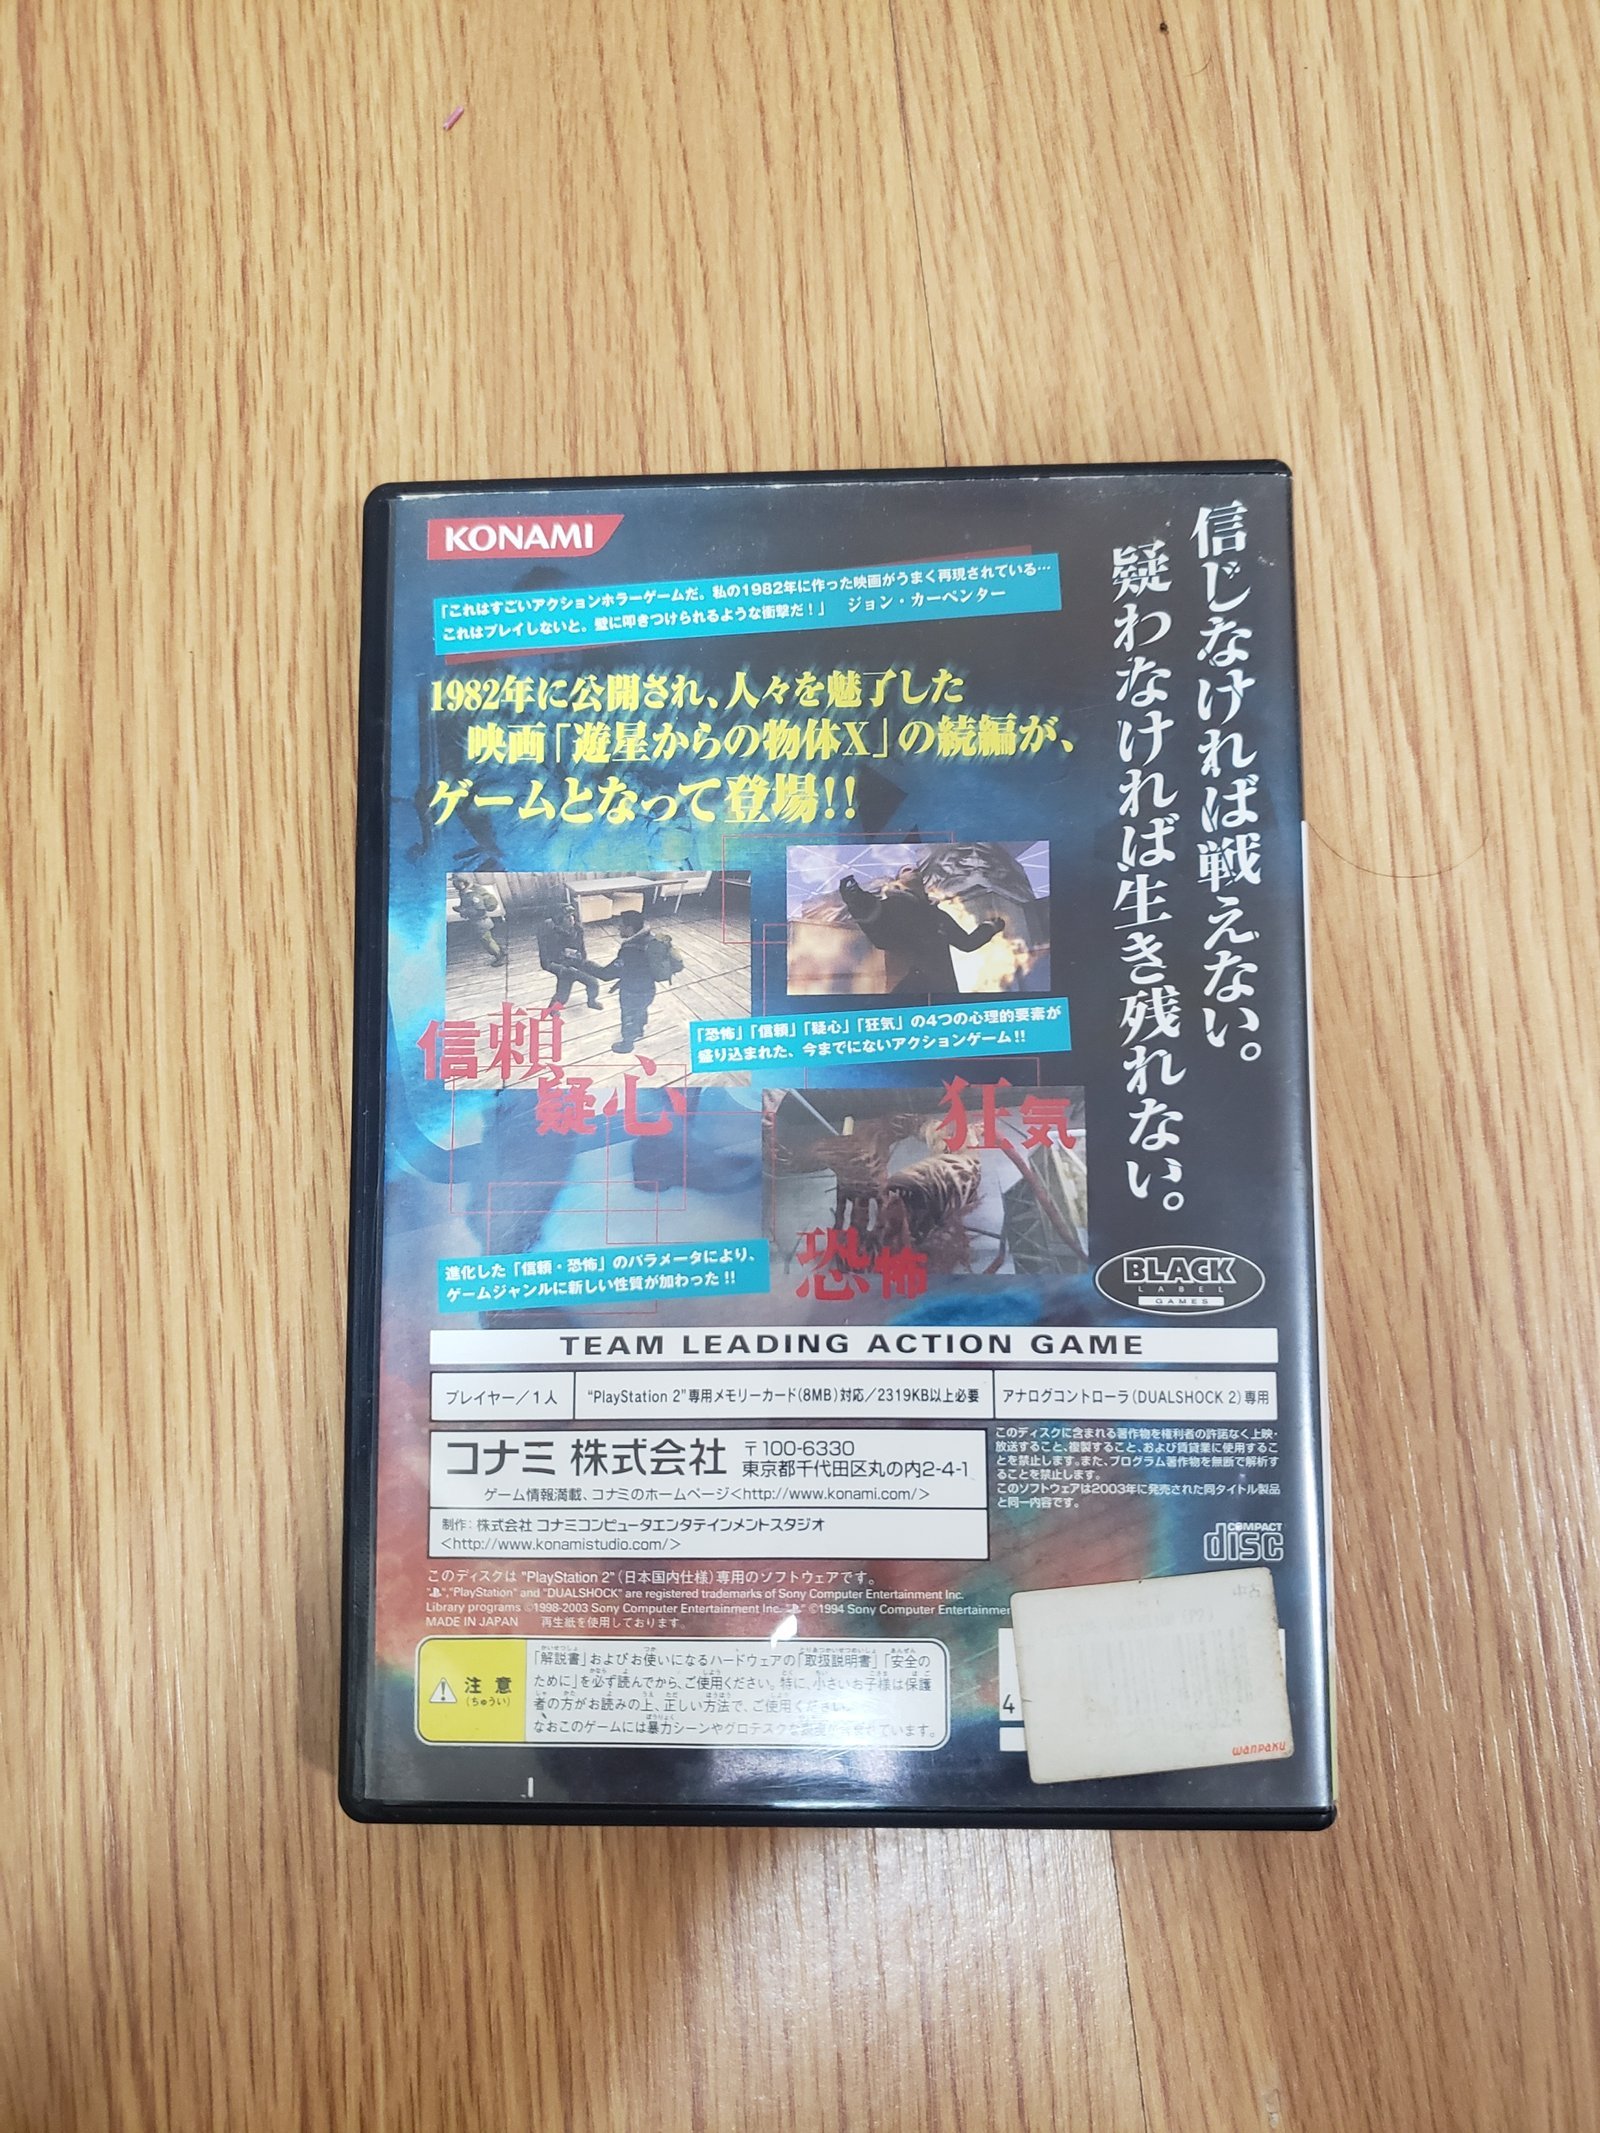 KONAMI
「これはすごいアクションホラーゲームだ。私の1982年に作った映画がうまく再現されている…
これはプレイしないと。壁に叩きつけられるような衝撃だ!」 ジョン・カーペンター
信じなければ戦えない。
疑わなければ生き残れない。
1982年に公開され、人々を魅了した
映画「遊星からの物体X」の続編が、
ゲームとなって登場!!
「恐怖」「信頼」「疑心」「狂気」の4つの心理的要素が
盛り込まれた、今までにないアクションゲーム!!
信頼
疑心
狂気
恐怖
進化した「信頼・恐怖」のパラメータにより、
ゲームジャンルに新しい性質が加わった!!
BLACK
LABEL
GAMES
TEAM LEADING ACTION GAME
プレイヤー/1人
"PlayStation 2"専用メモリーカード(8MB)対応/2319KB以上必要
アナログコントローラ(DUALSHOCK 2)専用
コナミ 株式会社
〒100-6330
東京都千代田区丸の内2-4-1
ゲーム情報満載、コナミのホームページ<http://www.konami.com/>
制作: 株式会社 コナミコンピュータエンタテインメントスタジオ
<http://www.konamistudio.com/>
このディスクに含まれる著作物を権利者の許諾なく上映・
放送すること、複製すること、および賃貸業に使用するこ
とを禁止します。また、プログラム著作物を無断で解析す
ることを禁止します。
このソフトウェアは2003年に発売された同タイトル製品
と同一内容です。
COMPACT
disc
このディスクは "PlayStation 2"(日本国内仕様)専用のソフトウェアです。
"PlayStation" and "DUALSHOCK" are registered trademarks of Sony Computer Entertainment Inc.
Library programs ©1998-2003 Sony Computer Entertainment Inc. ©1994 Sony Computer Entertainment
MADE IN JAPAN 再生紙を使用しております。
注意
(ちゅうい)
「解説書」およびお使いになるハードウェアの「取扱説明書」「安全の
ために」を必ず読んでから、ご使用ください。特に、小さいお子様は保護
者の方がお読みの上、正しい方法で、ご使用ください。
なおこのゲームには暴力シーンやグロテスクな
4
wanpaku